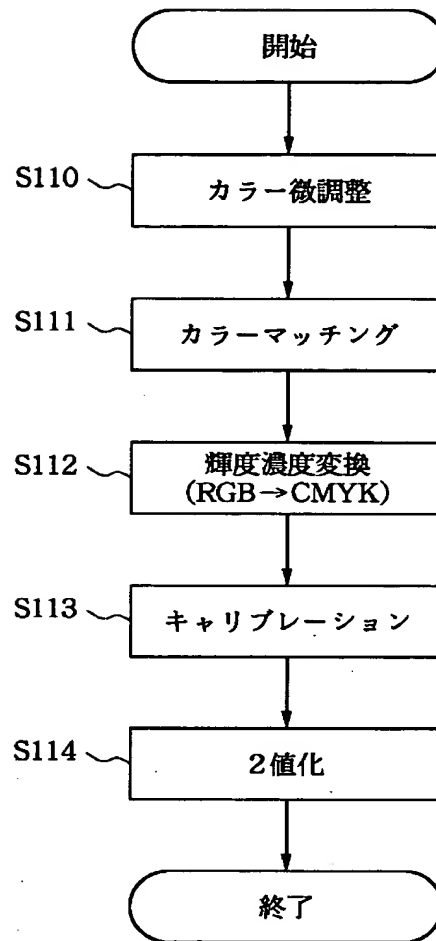 開始
S110
カラー微調整
S111
カラーマッチング
S112
輝度濃度変換
(RGB→CMYK)
S113
キャリブレーション
S114
2値化
終了